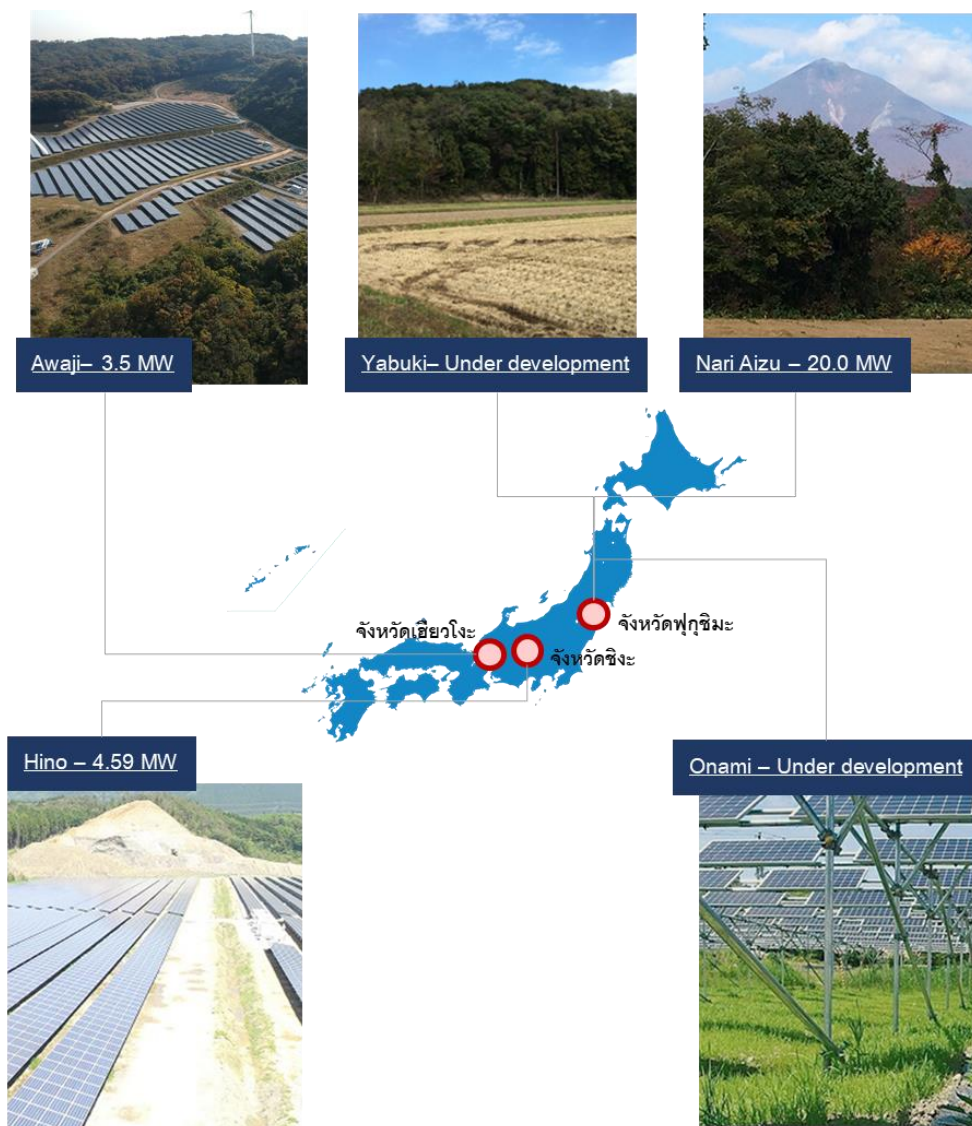 Awaji– 3.5 MW
Yabuki– Under development
Nari Aizu – 20.0 MW
จังหวัดเฮียวโงะ
จังหวัดฟุกุชิมะ
จังหวัดชิงะ
Hino – 4.59 MW
Onami – Under development